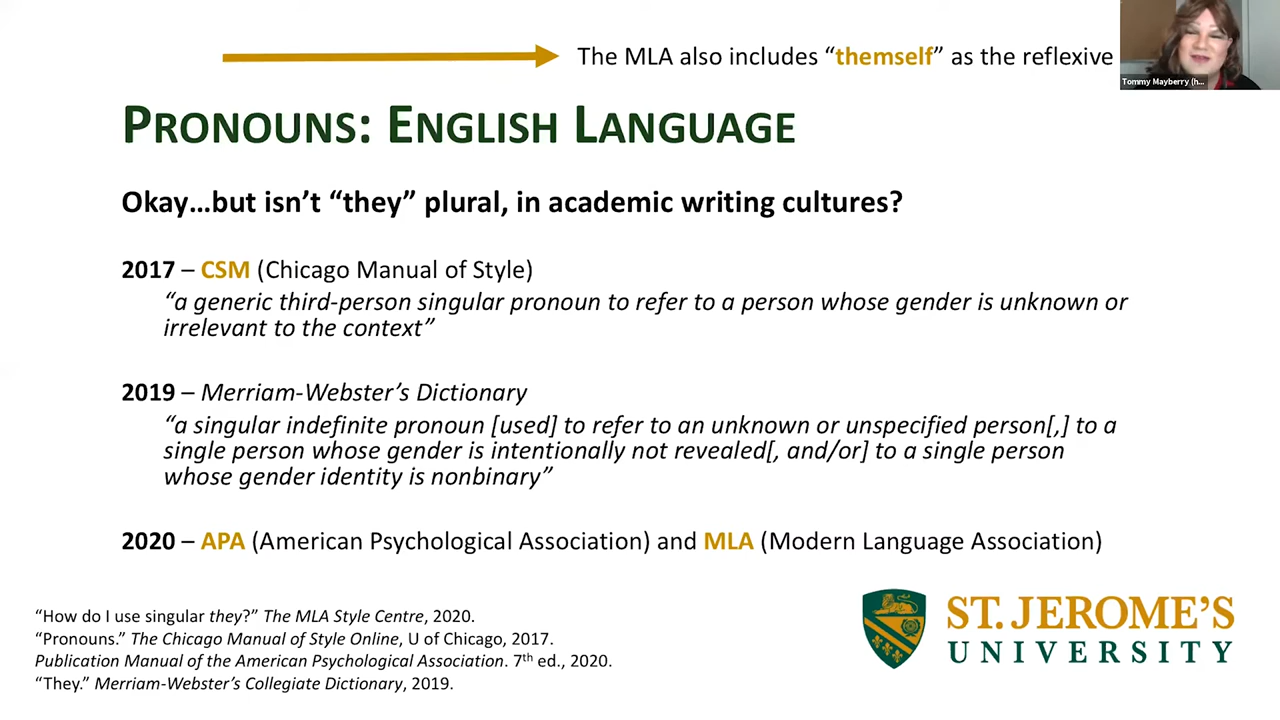 The MLA also includes “themself” as the reflexive
Tommy Mayberry (h...
PRONOUNS: ENGLISH LANGUAGE
Okay…but isn’t “they” plural, in academic writing cultures?
2017 – CSM (Chicago Manual of Style)
“a generic third-person singular pronoun to refer to a person whose gender is unknown or
irrelevant to the context”
2019 – Merriam-Webster’s Dictionary
“a singular indefinite pronoun [used] to refer to an unknown or unspecified person[,] to a
single person whose gender is intentionally not revealed[, and/or] to a single person
whose gender identity is nonbinary”
2020 – APA (American Psychological Association) and MLA (Modern Language Association)
“How do I use singular they?” The MLA Style Centre, 2020.
“Pronouns.” The Chicago Manual of Style Online, U of Chicago, 2017.
Publication Manual of the American Psychological Association. 7th ed., 2020.
“They.” Merriam-Webster’s Collegiate Dictionary, 2019.
ST. JEROME’S
UNIVERSITY